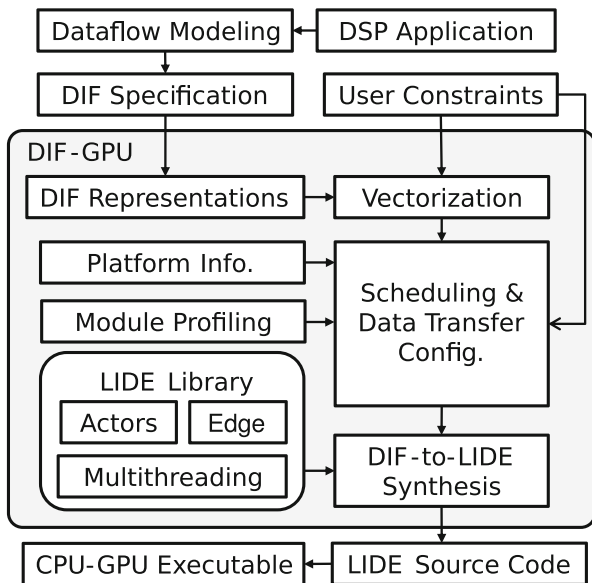 Dataflow Modeling
DSP Application
DIF Specification
User Constraints
DIF-GPU
DIF Representations
Vectorization
Platform Info.
Scheduling &
Data Transfer
Config.
Module Profiling
LIDE Library
Actors
Edge
Multithreading
DIF-to-LIDE
Synthesis
CPU-GPU Executable
LIDE Source Code